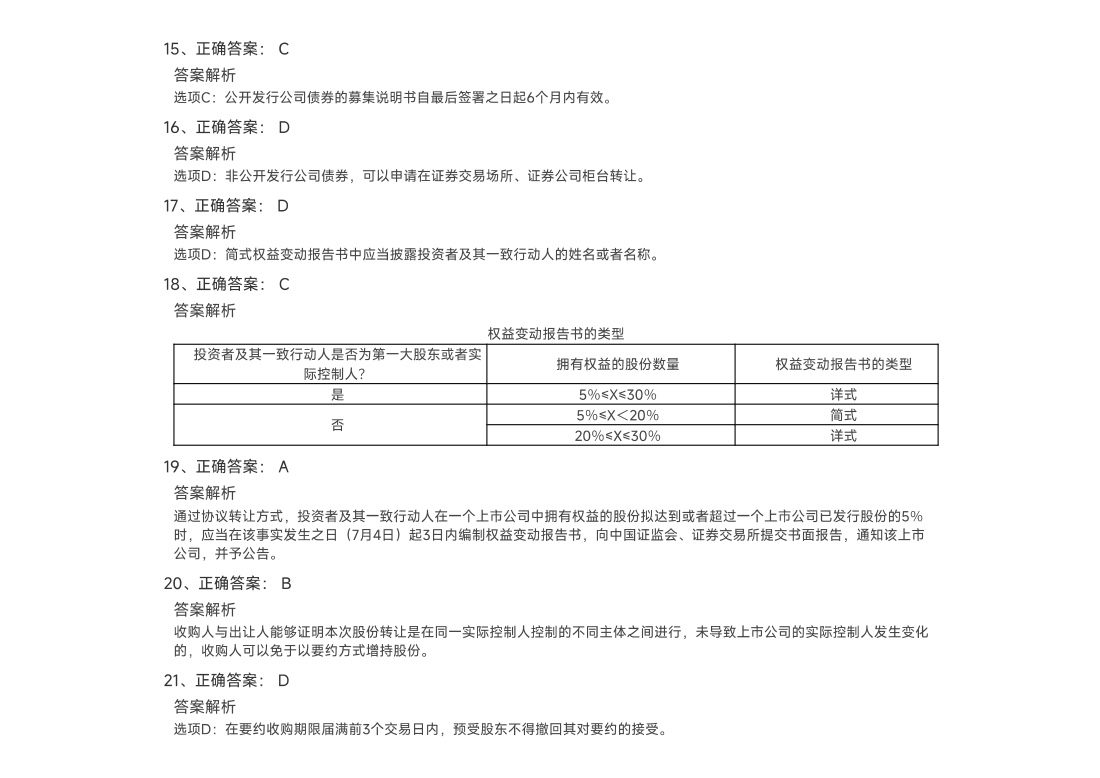 15、正确答案： C
答案解析
选项C：公开发行公司债券的募集说明书自最后签署之日起6个月内有效。
16、正确答案： D
答案解析
选项D：非公开发行公司债券，可以申请在证券交易场所、证券公司柜台转让。
17、正确答案： D
答案解析
选项D：简式权益变动报告书中应当披露投资者及其一致行动人的姓名或者名称。
18、正确答案： C
答案解析
权益变动报告书的类型
投资者及其一致行动人是否为第一大股东或者实
际控制人？
拥有权益的股份数量
权益变动报告书的类型
是
5％≤X≤30％
详式
否
5％≤X＜20％
简式
20％≤X≤30％
详式
19、正确答案： A
答案解析
通过协议转让方式，投资者及其一致行动人在一个上市公司中拥有权益的股份拟达到或者超过一个上市公司已发行股份的5％
时，应当在该事实发生之日（7月4日）起3日内编制权益变动报告书，向中国证监会、证券交易所提交书面报告，通知该上市
公司，并予公告。
20、正确答案： B
答案解析
收购人与出让人能够证明本次股份转让是在同一实际控制人控制的不同主体之间进行，未导致上市公司的实际控制人发生变化
的，收购人可以免于以要约方式增持股份。
21、正确答案： D
答案解析
选项D：在要约收购期限届满前3个交易日内，预受股东不得撤回其对要约的接受。